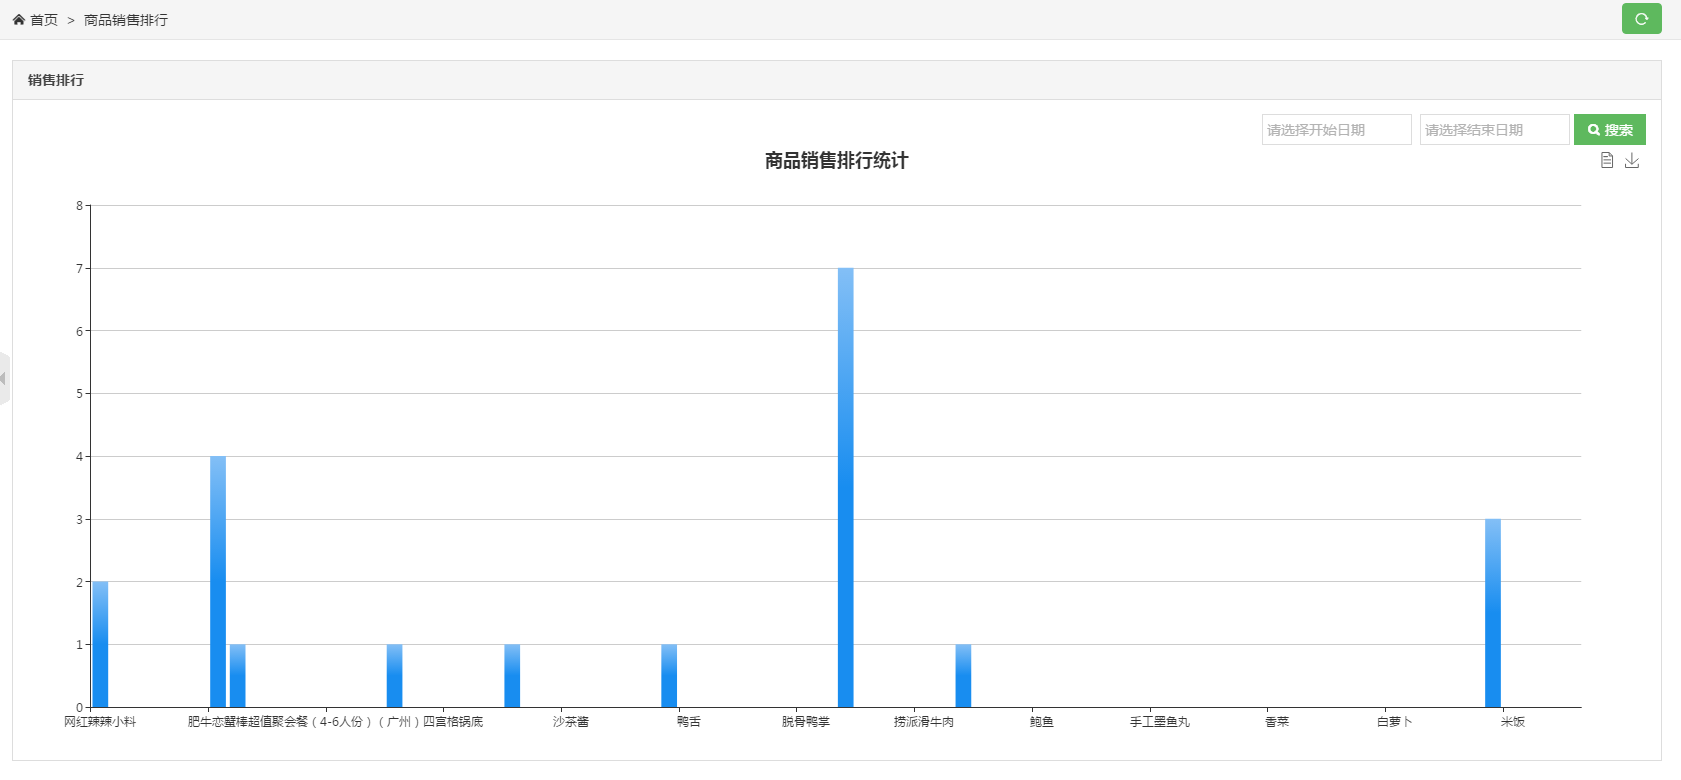 首页 > 商品销售排行
销售排行
请选择开始日期 请选择结束日期 搜索
商品销售排行统计
8
7
6
5
4
3
2
1
0
网红辣辣小料 肥牛恋蟹棒超值聚会餐（4-6人份）（广州）四宫格锅底 沙茶酱 鸭舌 脱骨鸭掌 捞派滑牛肉 鲍鱼 手工墨鱼丸 香菜 白萝卜 米饭